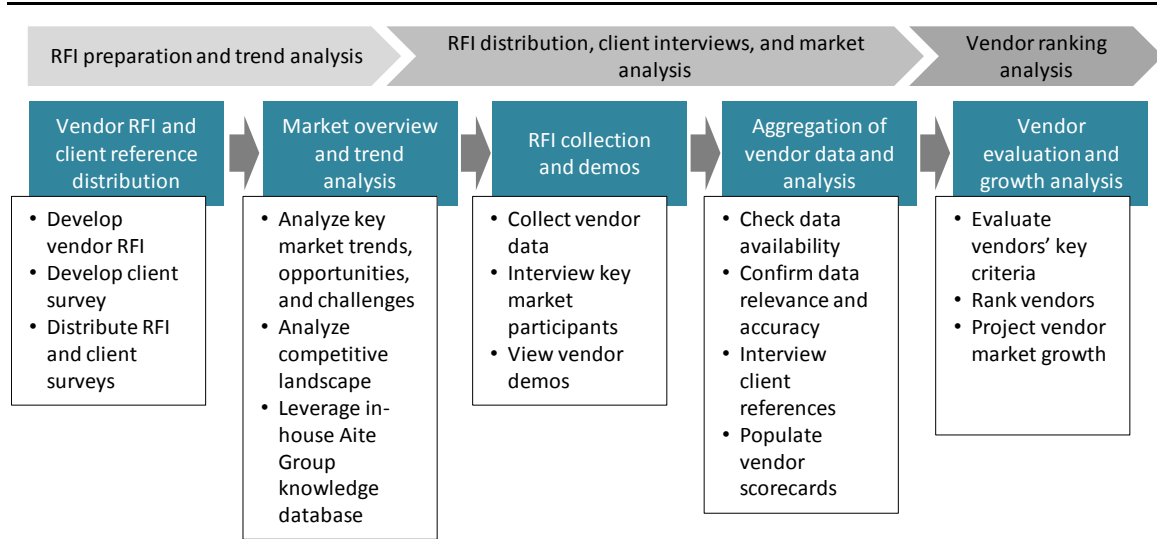 RFI preparation and trend analysis
RFI distribution, client interviews, and market
analysis
Vendor ranking
analysis
Vendor RFI and
client reference
distribution
• Develop
vendor RFI
• Develop client
survey
• Distribute RFI
and client
surveys
Market overview
and trend
analysis
• Analyze key
market trends,
opportunities,
and challenges
• Analyze
competitive
landscape
• Leverage in-
house Aite
Group
knowledge
database
RFI collection
and demos
• Collect vendor
data
• Interview key
market
participants
• View vendor
demos
Aggregation of
vendor data and
analysis
• Check data
availability
• Confirm data
relevance and
accuracy
• Interview
client
references
• Populate
vendor
scorecards
Vendor
evaluation and
growth analysis
• Evaluate
vendors’ key
criteria
• Rank vendors
• Project vendor
market growth